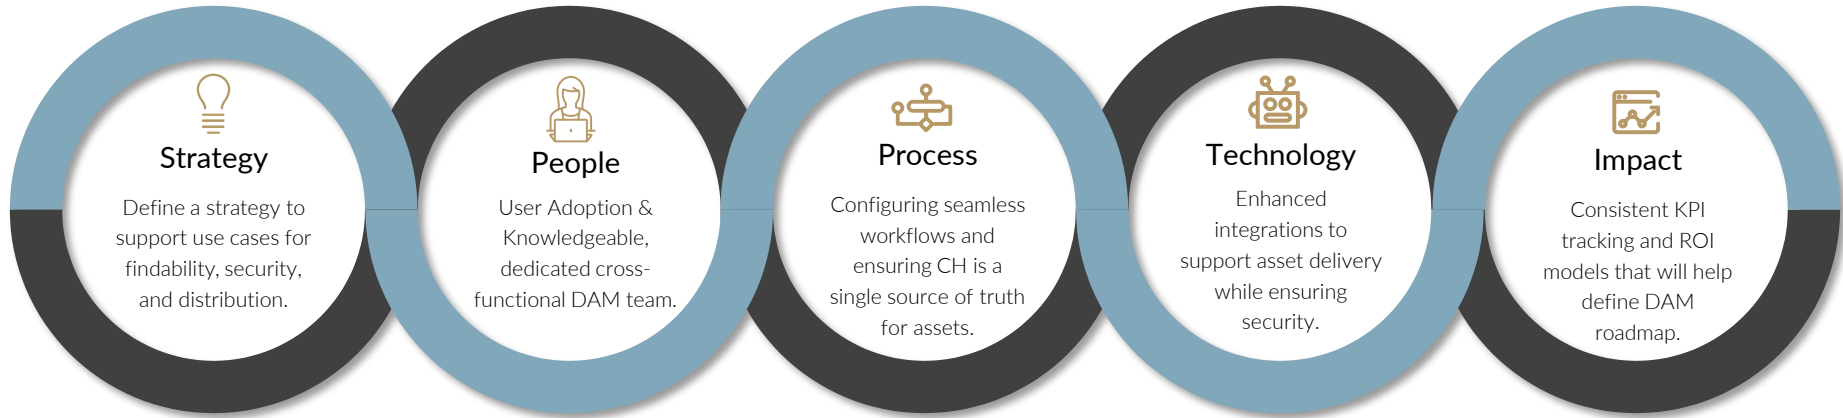 Strategy
Define a strategy to
support use cases for
findability, security,
and distribution.
People
User Adoption &
Knowledgeable,
dedicated cross-
functional DAM team.
Process
Configuring seamless
workflows and
ensuring CH is a
single source of truth
for assets.
Technology
Enhanced
integrations to
support asset delivery
while ensuring
security.
Impact
Consistent KPI
tracking and ROI
models that will help
define DAM
roadmap.